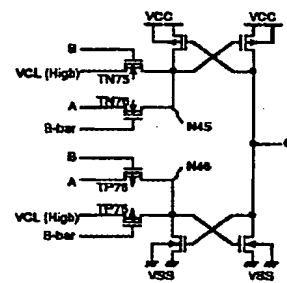 VCC VCC
B
VCL (High)
TN75
A
TN76
B-bar
N45
B
N46
A
TP76
VCL (High)
TP75
B-bar
VSS VSS